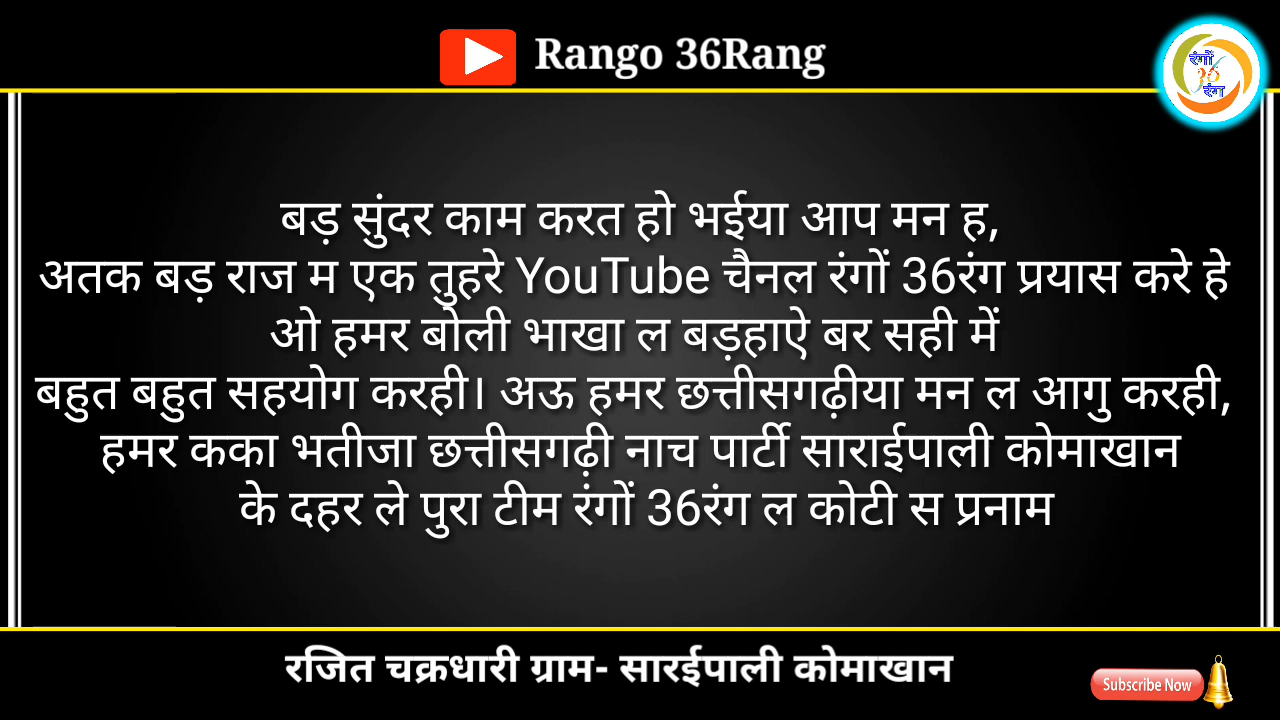 Rango 36Rang
रंगों
36
रंग
बड़ सुंदर काम करत हो भईया आप मन ह,
अतक बड़ राज म एक तुहरे YouTube चैनल रंगों 36रंग प्रयास करे हे
ओ हमर बोली भाखा ल बड़हाऐ बर सही में
बहुत बहुत सहयोग करही। अऊ हमर छत्तीसगढ़ीया मन ल आगु करही,
हमर कका भतीजा छत्तीसगढ़ी नाच पार्टी साराईपाली कोमाखान
के दहर ले पुरा टीम रंगों 36रंग ल कोटी स प्रनाम
रजित चक्रधारी ग्राम- सारईपाली कोमाखान
Subscribe Now